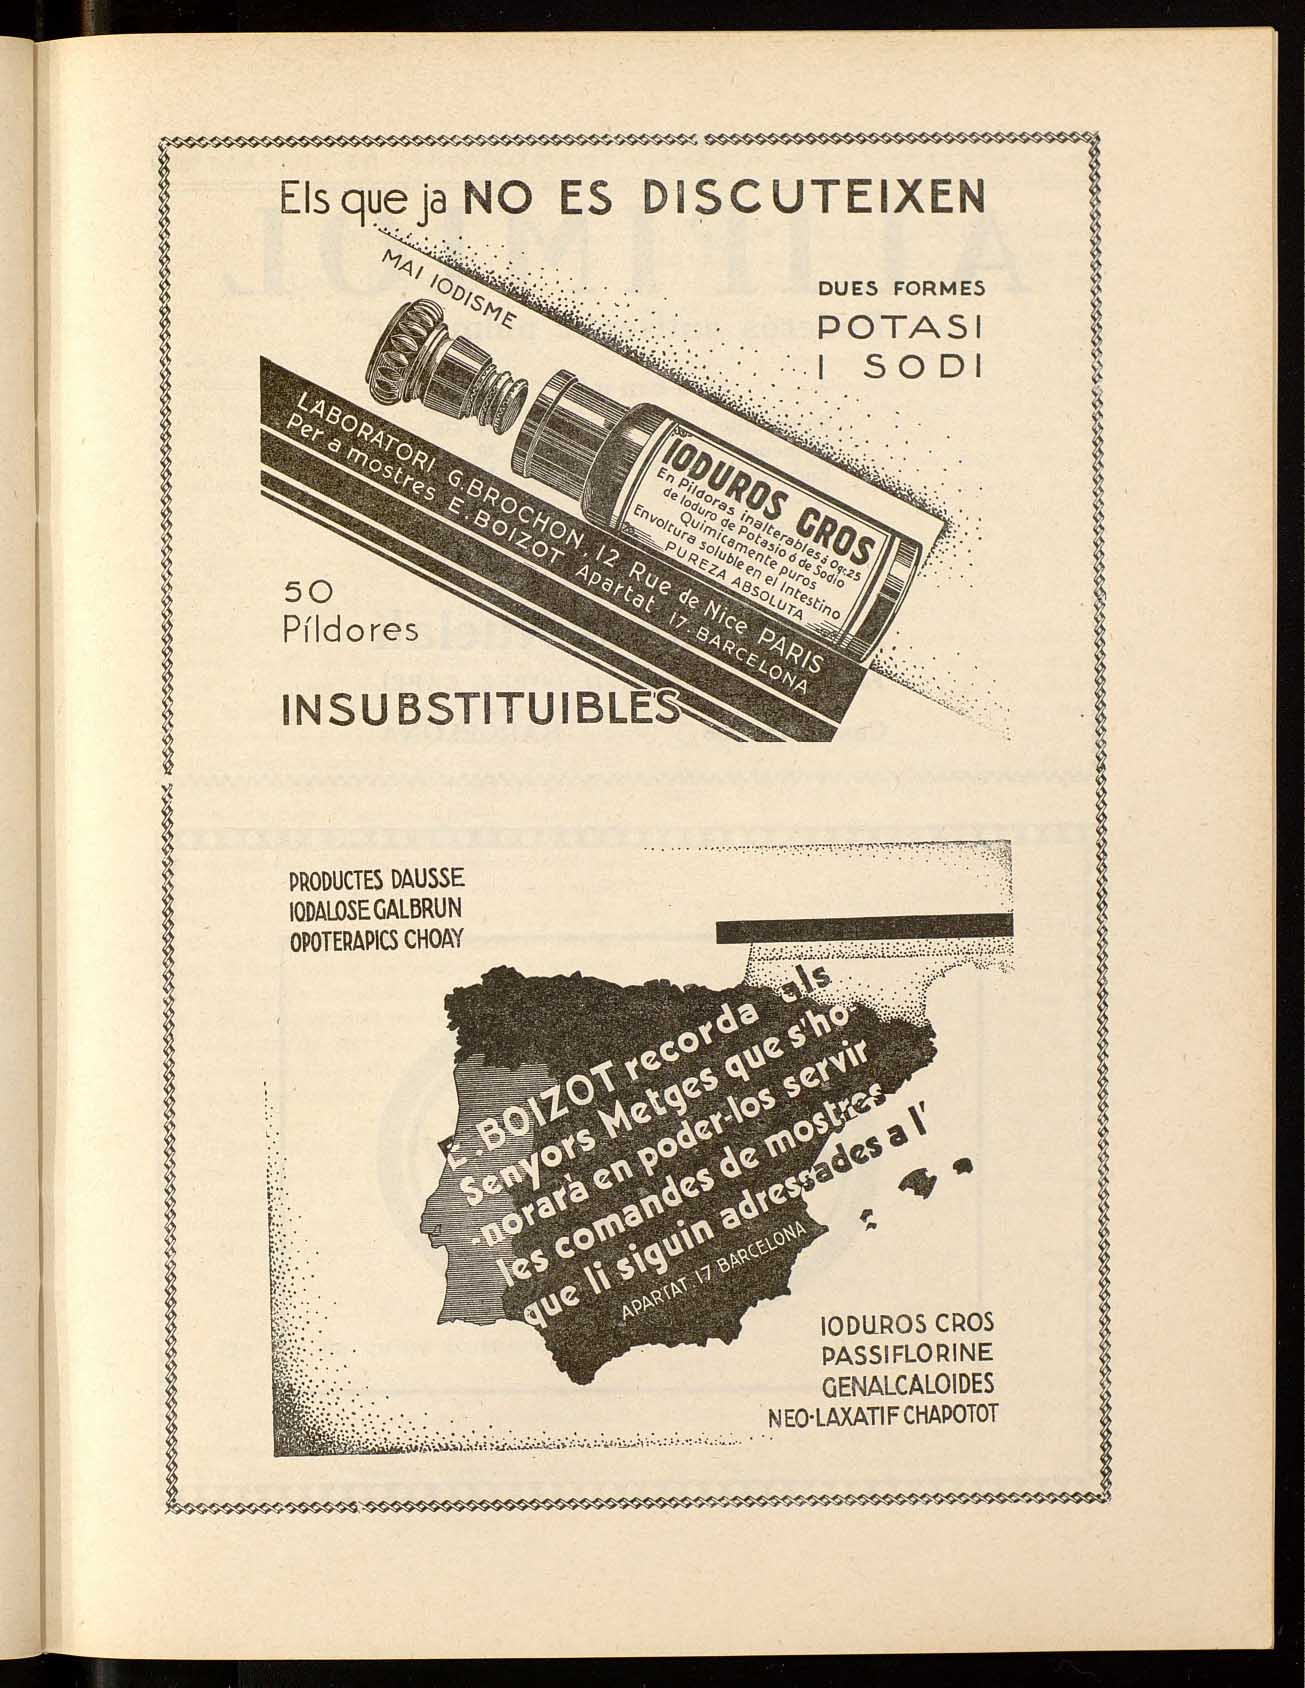 Els que ja NO ES DISCUTEIXEN
MAI IODISME
DUES FORMES
POTASI
I SODI
IODUROS GROS
En Píldoras inalterables á 0gr.25
de Ioduro de Potasio ó de Sodio
Químicamente puros
Envoltura soluble en el Intestino
PUREZA ABSOLUTA
LABORATORI G. BROCHON, 12 Rue de Nice PARIS
Per a mostres E. BOIZOT Apartat 17. BARCELONA
50
Píldores
INSUBSTITUIBLES
PRODUCTES DAUSSE
IODALOSE GALBRUN
OPOTERAPICS CHOAY
E. BOIZOT recorda als
Senyors Metges que s'ho-
-norarà en poder-los servir
les comandes de mostres
que li siguin adressades a l'
APARTAT 17 BARCELONA
IODUROS CROS
PASSIFLORINE
GENALCALOIDES
NEO-LAXATIF CHAPOTOT